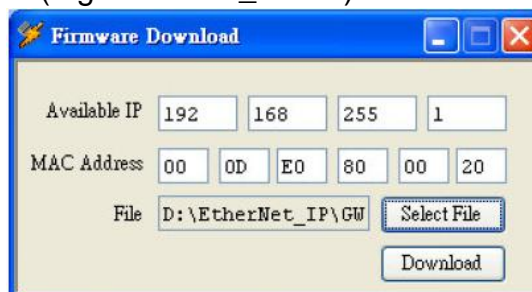 Firmware Download
Available IP 192 168 255 1
MAC Address 00 0D E0 80 00 20
File D:\EtherNet_IP\GW Select File
Download